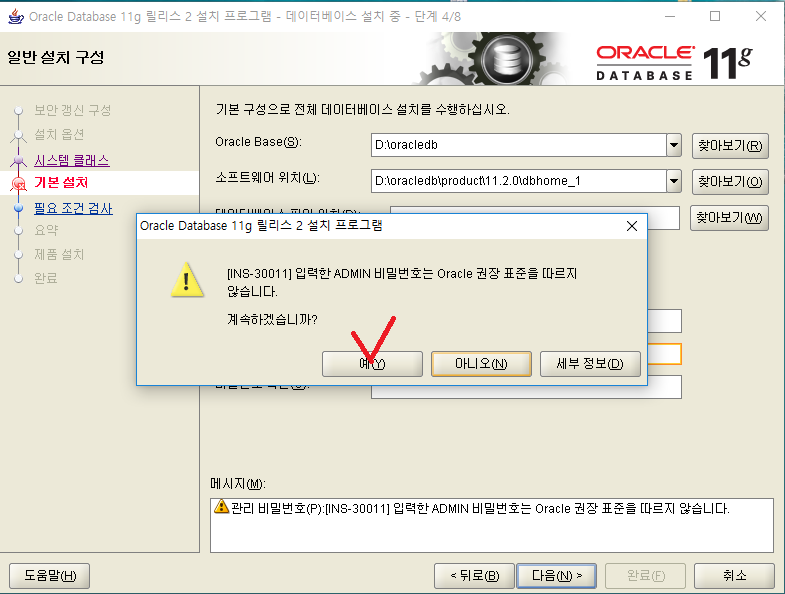 Oracle Database 11g 릴리스 2 설치 프로그램 - 데이터베이스 설치 중 - 단계 4/8
일반 설치 구성
ORACLE
DATABASE
11g
보안 갱신 구성
설치 옵션
시스템 클래스
기본 설치
필요 조건 검사
요약
제품 설치
완료
기본 구성으로 전체 데이터베이스 설치를 수행하십시오.
Oracle Base(S):
D:\oracledb
찾아보기(R)
소프트웨어 위치(L):
D:\oracledb\product\11.2.0\dbhome_1
찾아보기(O)
찾아보기(W)
Oracle Database 11g 릴리스 2 설치 프로그램
[INS-30011] 입력한 ADMIN 비밀번호는 Oracle 권장 표준을 따르지
않습니다.
계속하겠습니까?
예(Y)
아니오(N)
세부 정보(D)
메시지(M):
관리 비밀번호(P):[INS-30011] 입력한 ADMIN 비밀번호는 Oracle 권장 표준을 따르지 않습니다.
도움말(H)
< 뒤로(B)
다음(N) >
완료(F)
취소